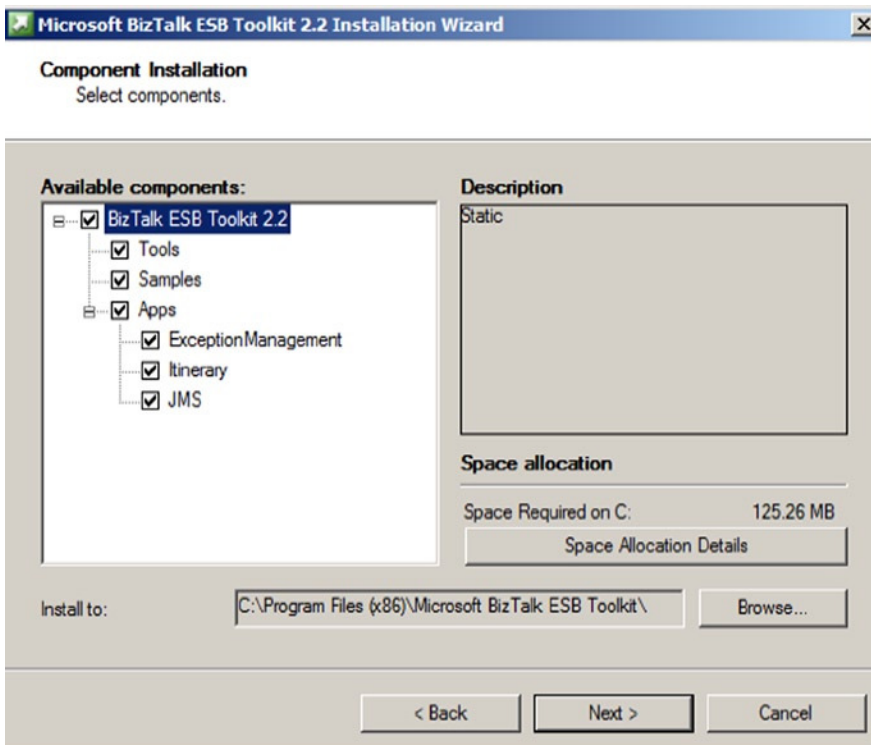 Microsoft BizTalk ESB Toolkit 2.2 Installation Wizard
Component Installation
Select components.
Available components:
BizTalk ESB Toolkit 2.2
Tools
Samples
Apps
ExceptionManagement
Itinerary
JMS
Description
Static
Space allocation
Space Required on C: 125.26 MB
Space Allocation Details
Install to: C:\Program Files (x86)\Microsoft BizTalk ESB Toolkit\ Browse...
< Back Next > Cancel